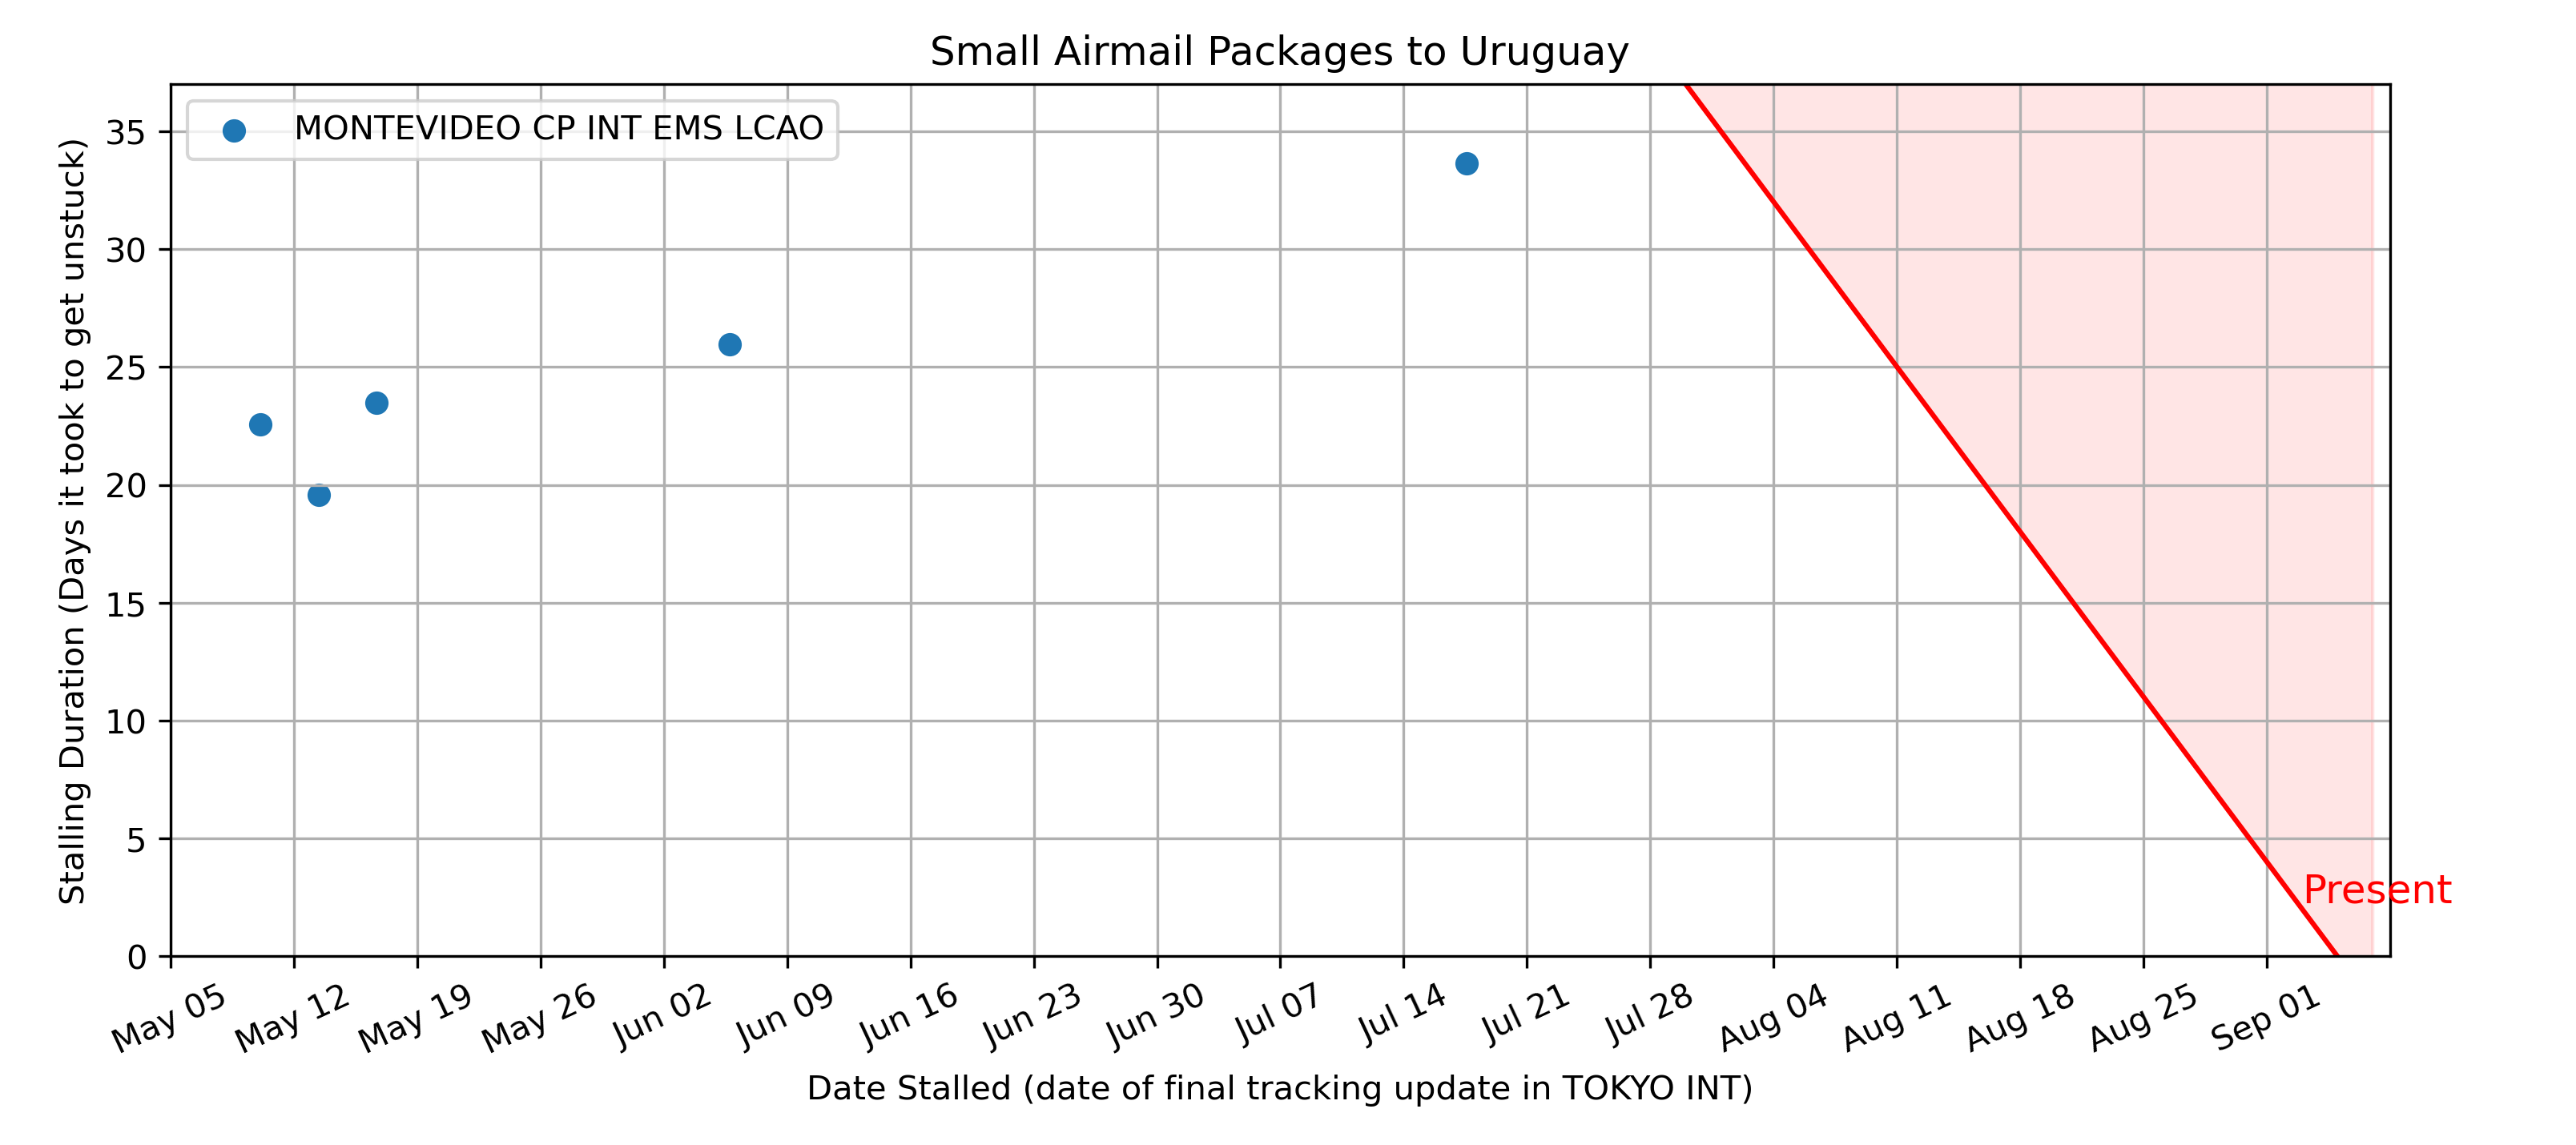 Small Airmail Packages to Uruguay
MONTEVIDEO CP INT EMS LCAO
Stalling Duration (Days it took to get unstuck)
35
30
25
20
15
10
5
0
Present
May 05
May 12
May 19
May 26
Jun 02
Jun 09
Jun 16
Jun 23
Jun 30
Jul 07
Jul 14
Jul 21
Jul 28
Aug 04
Aug 11
Aug 18
Aug 25
Sep 01
Date Stalled (date of final tracking update in TOKYO INT)